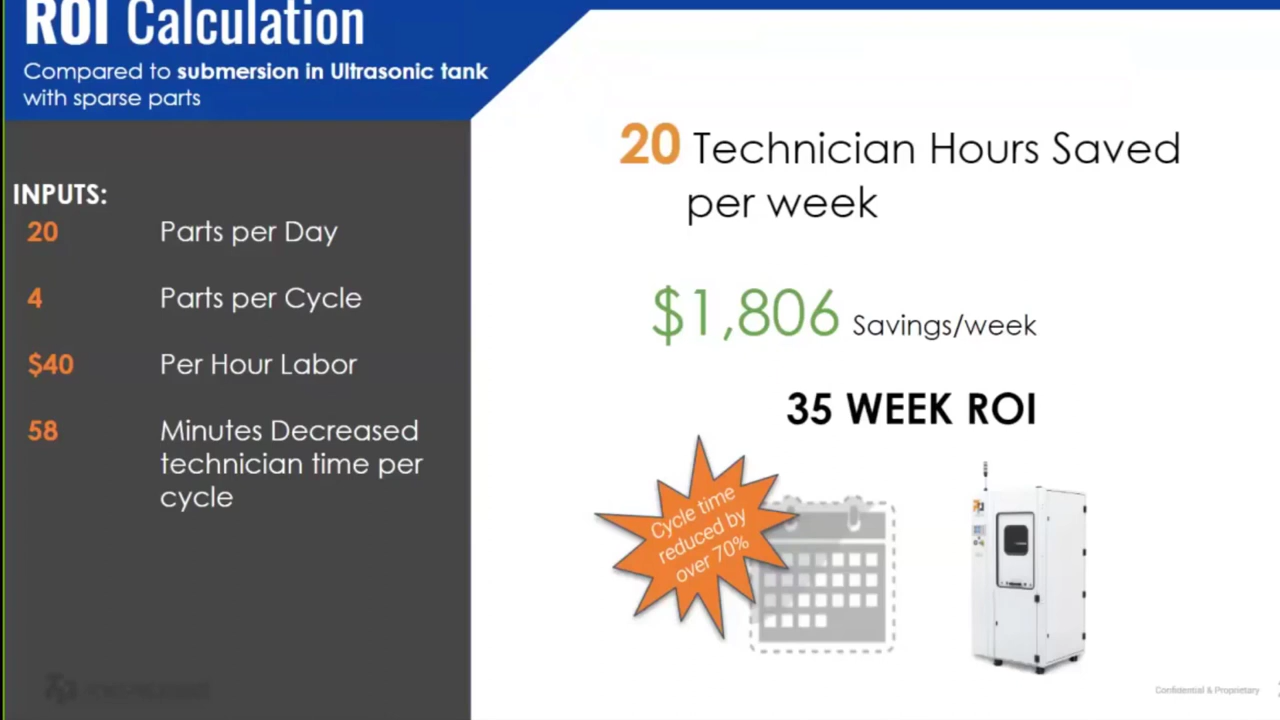 ROI Calculation
Compared to submersion in Ultrasonic tank
with sparse parts
INPUTS:
20 Parts per Day
4 Parts per Cycle
$40 Per Hour Labor
58 Minutes Decreased
technician time per
cycle
20 Technician Hours Saved
per week
$1,806 Savings/week
35 WEEK ROI
Cycle time
reduced by
over 70%
Confidential & Proprietary